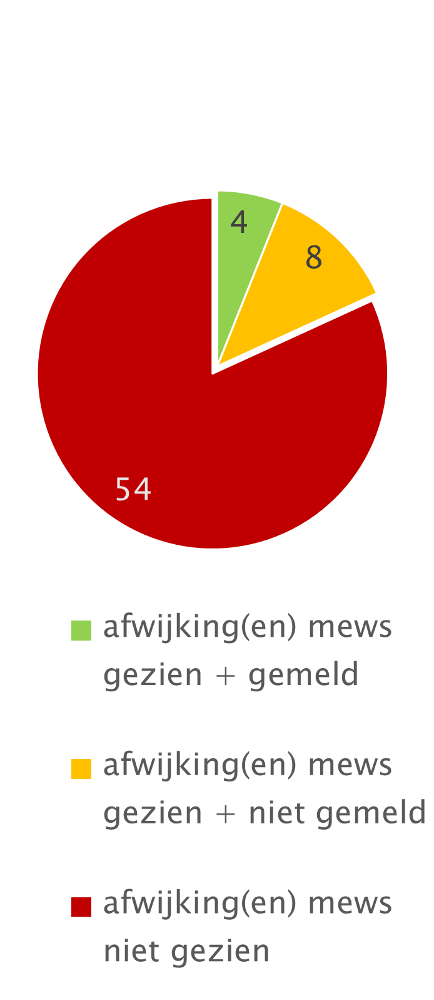 4
8
54
afwijking(en) mews
gezien + gemeld
afwijking(en) mews
gezien + niet gemeld
afwijking(en) mews
niet gezien